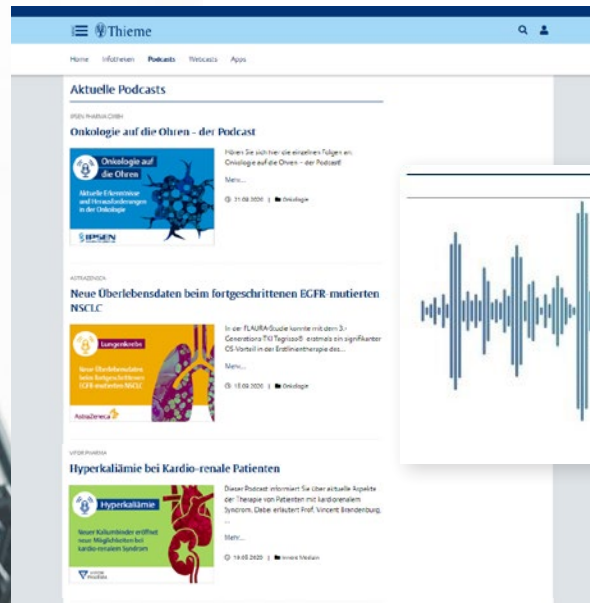 Thieme
Home Infotheken Podcasts Webcasts Apps
Aktuelle Podcasts
IPSEN PHARMA GMBH
Onkologie auf die Ohren – der Podcast
Onkologie auf
die Ohren
Aktuelle Erkenntnisse
und Herausforderungen
in der Onkologie
IPSEN
Hören Sie sich hier die einzelnen Folgen an.
Onkologie auf die Ohren – der Podcast!
Mehr...
21.09.2020 | Onkologie
ASTRAZENECA
Neue Überlebensdaten beim fortgeschrittenen EGFR-mutierten
NSCLC
Lungenkrebs
Neue Überlebensdaten
beim fortgeschrittenen
EGFR-mutierten NSCLC
AstraZeneca
In der FLAURA-Studie konnte mit dem 3.-
Generations-TKI Tagrisso® erstmals ein signifikanter
OS-Vorteil in der Erstlinientherapie des...
Mehr...
| Onkologie
VIFOR PHARMA
Hyperkaliämie bei Kardio-renale Patienten
Hyperkaliämie
Neuer Kaliumbinder eröffnet
neue Möglichkeiten bei
kardio-renalem Syndrom
Dieser Podcast informiert Sie über aktuelle Aspekte
der Therapie von Patienten mit kardiorenalem
Syndrom. Dabei erläutert Prof. Vincent Brandenburg,
...
Mehr...
| Innere Medizin